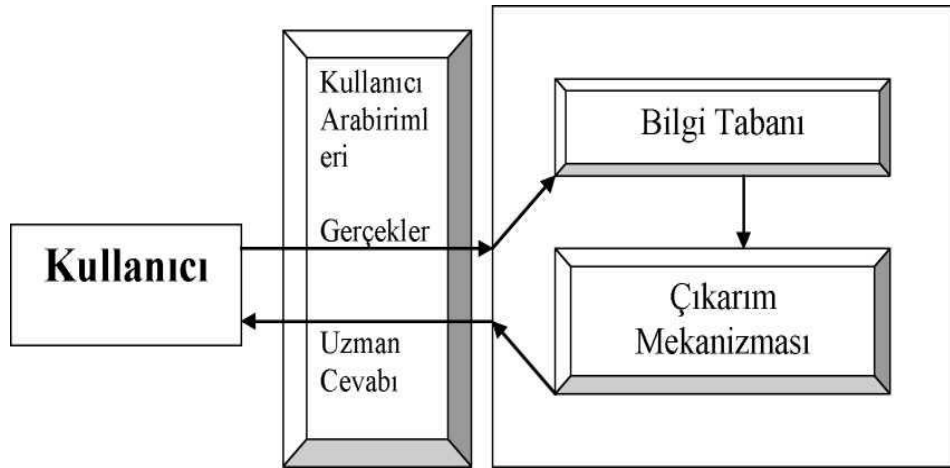 Kullanıcı
Kullanıcı
Arabiriml
eri
Gerçekler
Uzman
Cevabı
Bilgi Tabanı
Çıkarım
Mekanizması